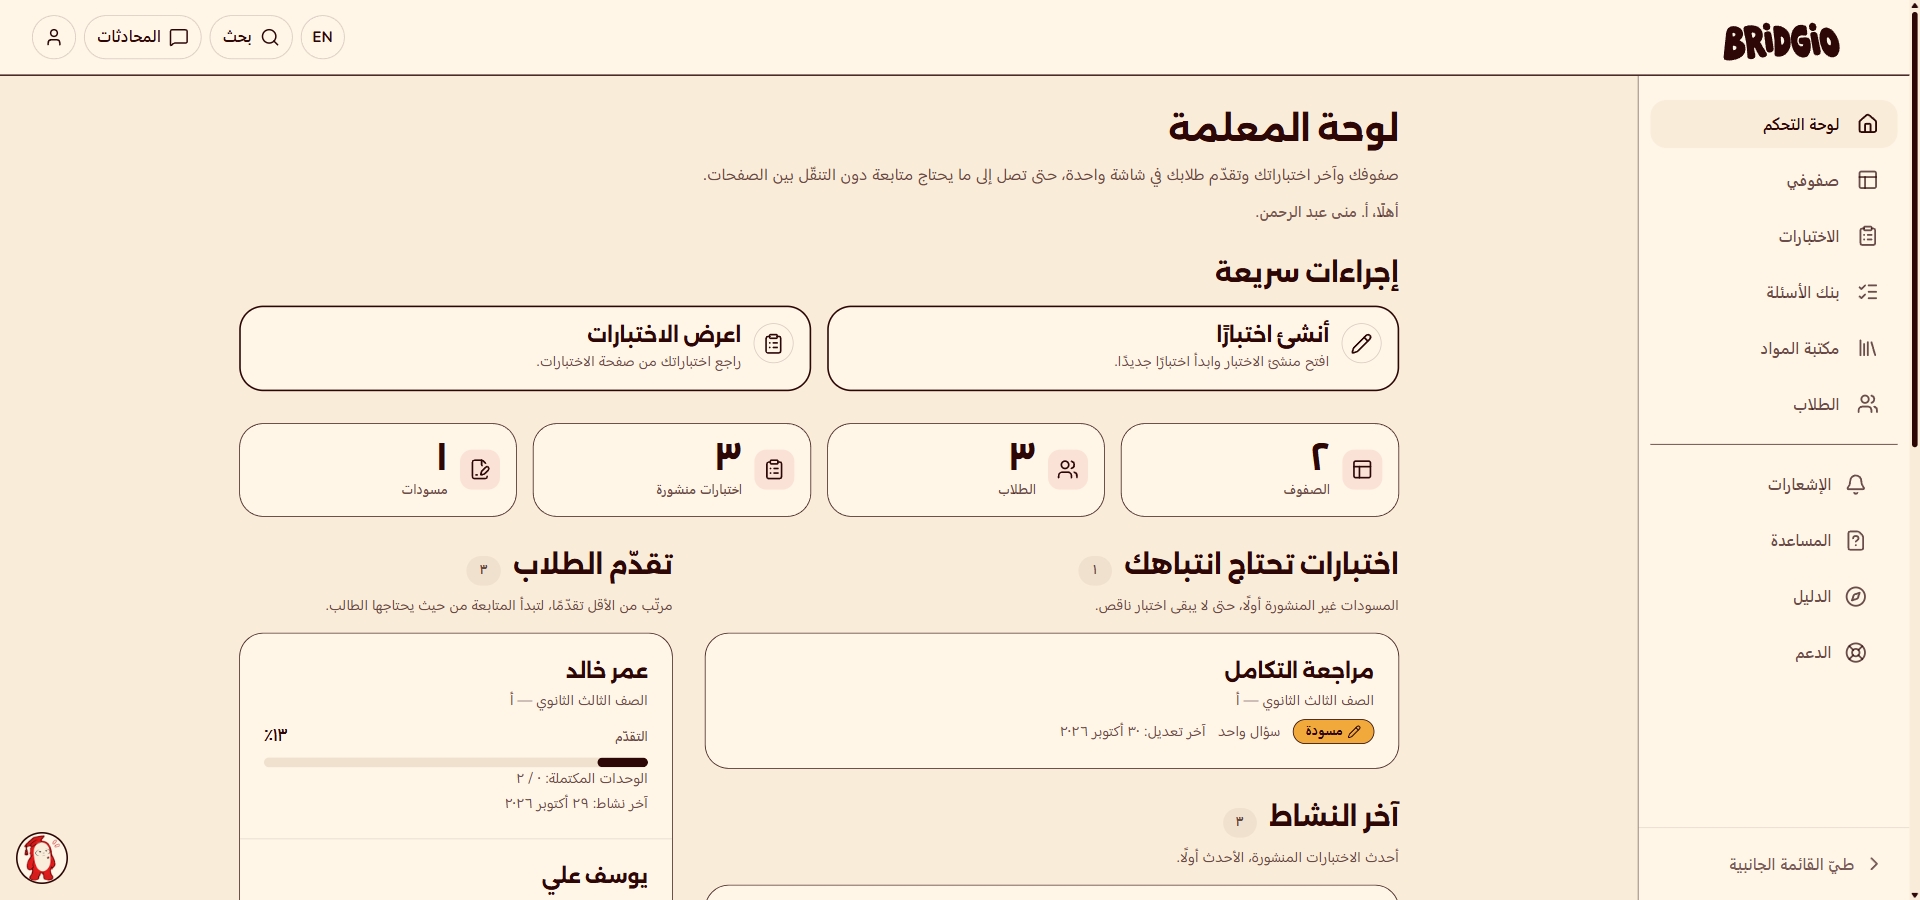 BRiDGiO
EN
بحث
المحادثات
لوحة التحكم
صفوفي
الاختبارات
بنك الأسئلة
مكتبة المواد
الطلاب
الإشعارات
المساعدة
الدليل
الدعم
طيّ القائمة الجانبية
لوحة المعلمة
صفوفك وآخر اختباراتك وتقدّم طلابك في شاشة واحدة، حتى تصل إلى ما يحتاج متابعة دون التنقّل بين الصفحات.
أهلًا، أ. منى عبد الرحمن.
إجراءات سريعة
أنشئ اختبارًا
افتح منشئ الاختبار وابدأ اختبارًا جديدًا.
اعرض الاختبارات
راجع اختباراتك من صفحة الاختبارات.
٢
الصفوف
٣
الطلاب
٣
اختبارات منشورة
١
مسودات
اختبارات تحتاج انتباهك ١
المسودات غير المنشورة أولًا، حتى لا يبقى اختبار ناقص.
مراجعة التكامل
الصف الثالث الثانوي — أ
مسودة سؤال واحد آخر تعديل: ٣٠ أكتوبر ٢٠٢٦
آخر النشاط ٣
أحدث الاختبارات المنشورة، الأحدث أولًا.
تقدّم الطلاب ٣
مرتّب من الأقل تقدّمًا، لتبدأ المتابعة من حيث يحتاجها الطالب.
عمر خالد
الصف الثالث الثانوي — أ
التقدّم ١٣٪
الوحدات المكتملة: ٠ / ٢
آخر نشاط: ٢٩ أكتوبر ٢٠٢٦
يوسف علي